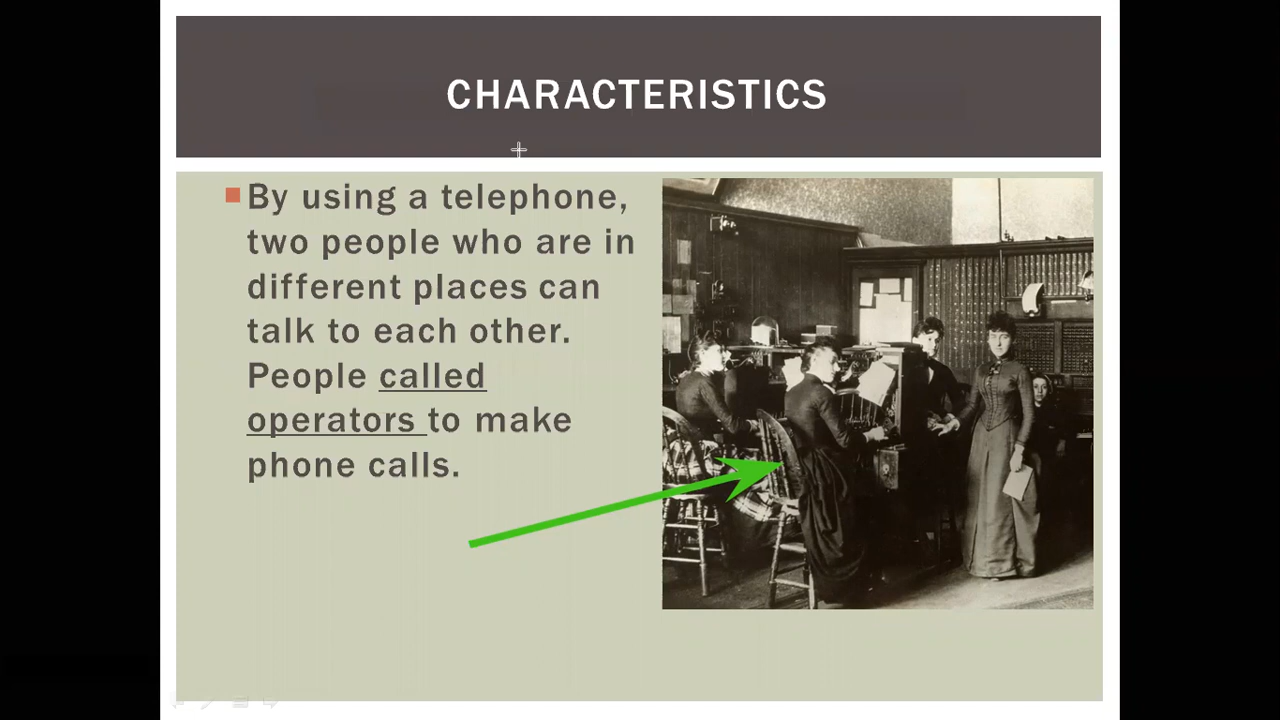 CHARACTERISTICS
By using a telephone,
two people who are in
different places can
talk to each other.
People called
operators to make
phone calls.